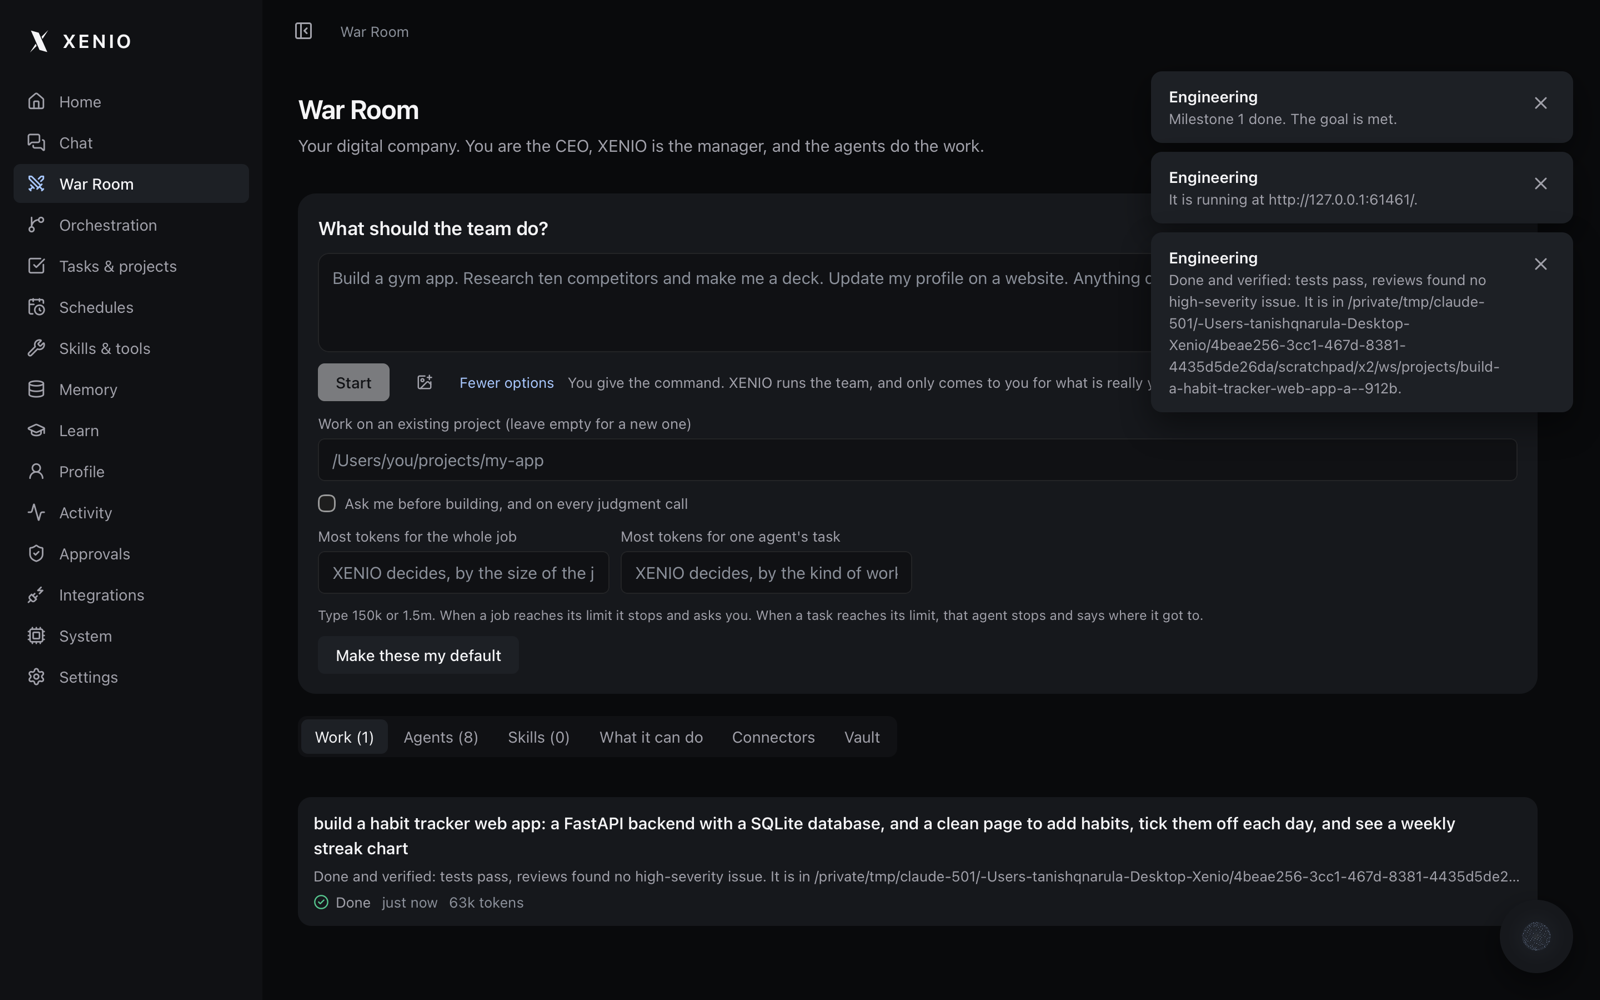 XENIO
Home
Chat
War Room
Orchestration
Tasks & projects
Schedules
Skills & tools
Memory
Learn
Profile
Activity
Approvals
Integrations
System
Settings
War Room
War Room
Your digital company. You are the CEO, XENIO is the manager, and the agents do the work.
What should the team do?
Build a gym app. Research ten competitors and make me a deck. Update my profile on a website. Anything
Start
Fewer options
You give the command. XENIO runs the team, and only comes to you for what is really
Work on an existing project (leave empty for a new one)
/Users/you/projects/my-app
Ask me before building, and on every judgment call
Most tokens for the whole job
Most tokens for one agent's task
XENIO decides, by the size of the j
XENIO decides, by the kind of work
Type 150k or 1.5m. When a job reaches its limit it stops and asks you. When a task reaches its limit, that agent stops and says where it got to.
Make these my default
Work (1)
Agents (8)
Skills (0)
What it can do
Connectors
Vault
build a habit tracker web app: a FastAPI backend with a SQLite database, and a clean page to add habits, tick them off each day, and see a weekly
streak chart
Done and verified: tests pass, reviews found no high-severity issue. It is in /private/tmp/claude-501/-Users-tanishqnarula-Desktop-Xenio/4beae256-3cc1-467d-8381-4435d5de2...
Done just now 63k tokens
Engineering
Milestone 1 done. The goal is met.
Engineering
It is running at http://127.0.0.1:61461/.
Engineering
Done and verified: tests pass, reviews found no
high-severity issue. It is in /private/tmp/claude-
501/-Users-tanishqnarula-Desktop-
Xenio/4beae256-3cc1-467d-8381-
4435d5de26da/scratchpad/x2/ws/projects/build-
a-habit-tracker-web-app-a--912b.